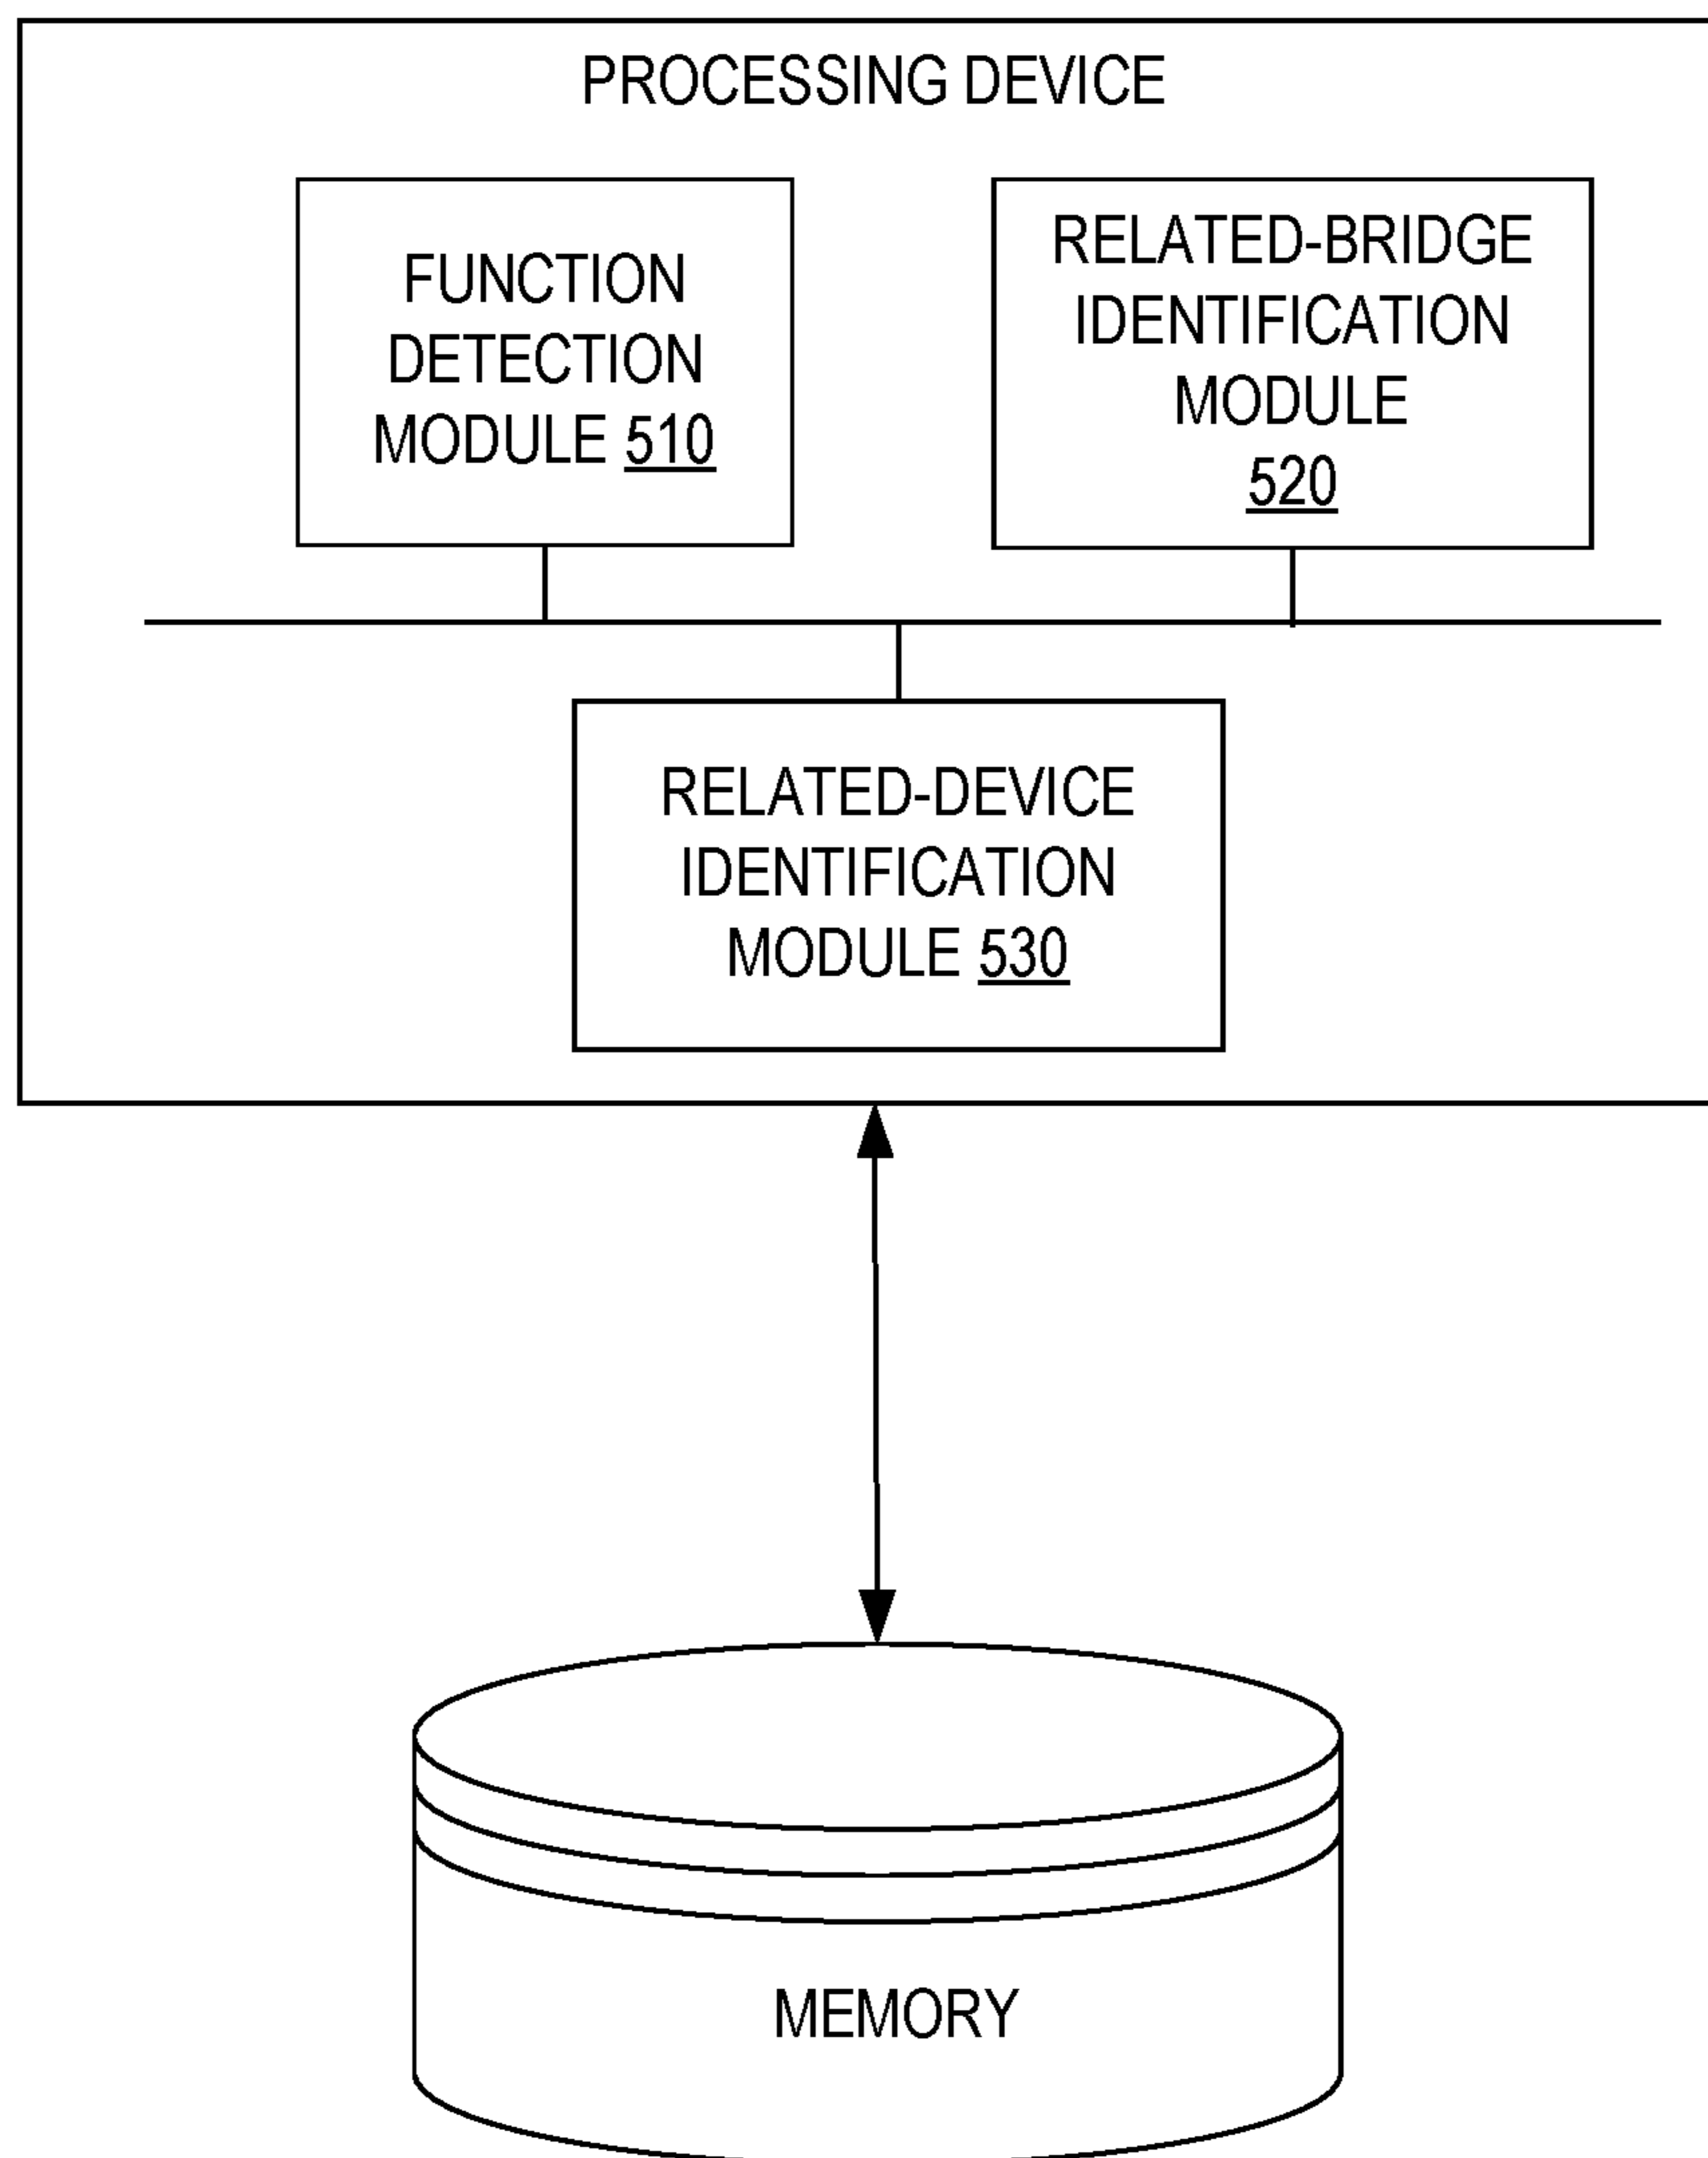 PROCESSING DEVICE
FUNCTION
DETECTION
MODULE 510
RELATED-BRIDGE
IDENTIFICATION
MODULE
520
RELATED-DEVICE
IDENTIFICATION
MODULE 530
MEMORY